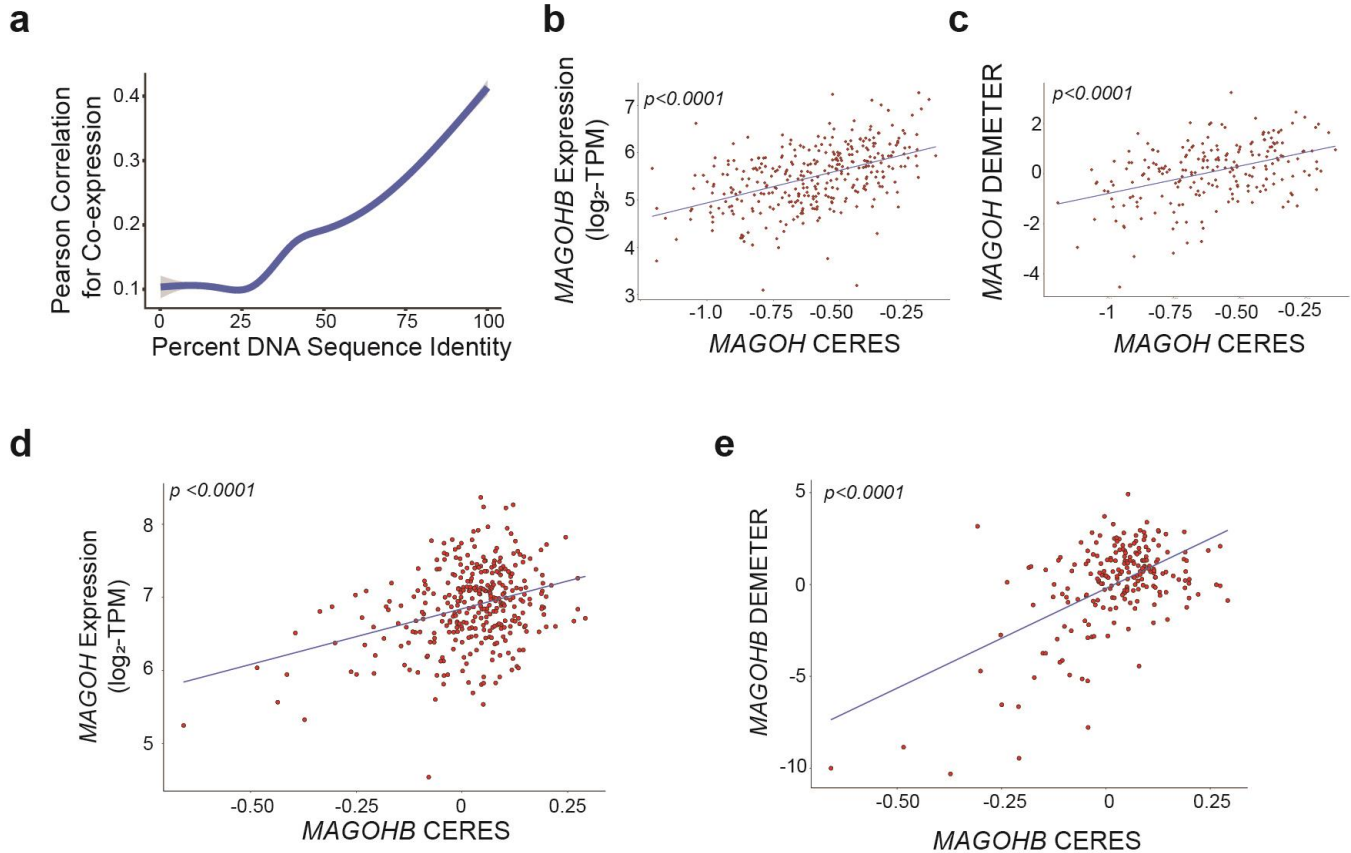 a
Pearson Correlation
for Co-expression
0.4
0.3
0.2
0.1
0 25 50 75 100
Percent DNA Sequence Identity
b
MAGOHB Expression
(log₂-TPM)
p<0.0001
7
6
5
4
3
-1.0 -0.75 -0.50 -0.25
MAGOH CERES
c
MAGOH DEMETER
p<0.0001
2
0
-2
-4
-1 -0.75 -0.50 -0.25
MAGOH CERES
d
MAGOH Expression
(log₂-TPM)
p <0.0001
8
7
6
5
-0.50 -0.25 0 0.25
MAGOHB CERES
e
MAGOHB DEMETER
p<0.0001
5
0
-5
-10
-0.50 -0.25 0 0.25
MAGOHB CERES